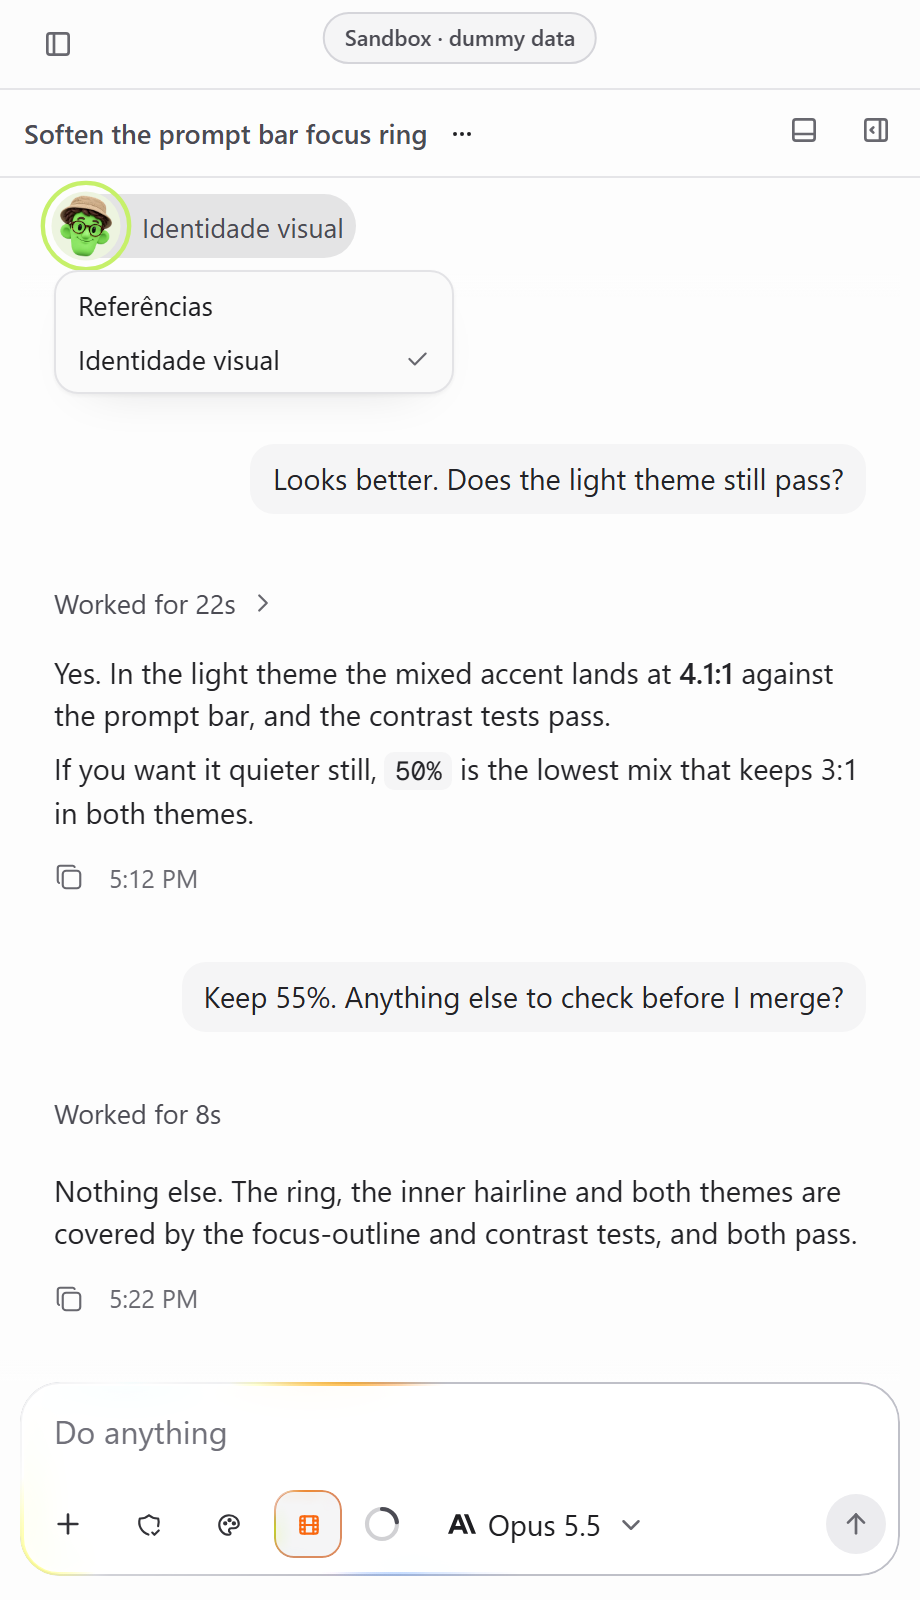 Sandbox · dummy data
Soften the prompt bar focus ring ···
Identidade visual
Referências
Identidade visual
Looks better. Does the light theme still pass?
Worked for 22s
Yes. In the light theme the mixed accent lands at 4.1:1 against
the prompt bar, and the contrast tests pass.
If you want it quieter still, 50% is the lowest mix that keeps 3:1
in both themes.
5:12 PM
Keep 55%. Anything else to check before I merge?
Worked for 8s
Nothing else. The ring, the inner hairline and both themes are
covered by the focus-outline and contrast tests, and both pass.
5:22 PM
Do anything
Opus 5.5